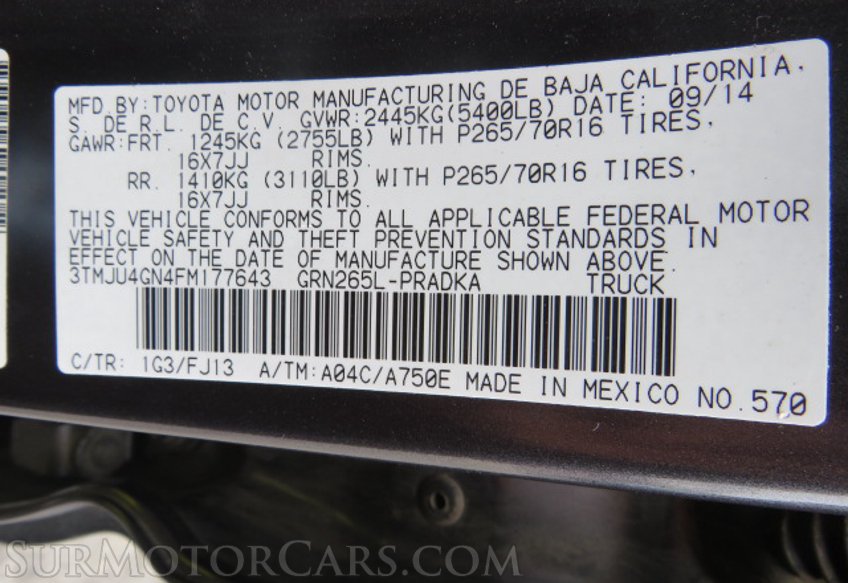 MFD.BY:TOYOTA MOTOR MANUFACTURING DE BAJA CALIFORNIA.
S. DE R.L. DE C.V. GVWR:2445KG(5400LB) DATE: 09/14
GAWR:FRT. 1245KG (2755LB) WITH P265/70R16 TIRES,
16X7JJ RIMS.
RR. 1410KG (3110LB) WITH P265/70R16 TIRES,
16X7JJ RIMS.
THIS VEHICLE CONFORMS TO ALL APPLICABLE FEDERAL MOTOR
VEHICLE SAFETY AND THEFT PREVENTION STANDARDS IN
EFFECT ON THE DATE OF MANUFACTURE SHOWN ABOVE.
3TMJU4GN4FM177643 GRN265L-PRADKA TRUCK
C/TR: 1G3/FJ13 A/TM:A04C/A750E MADE IN MEXICO NO.570
SurMotorCars.com